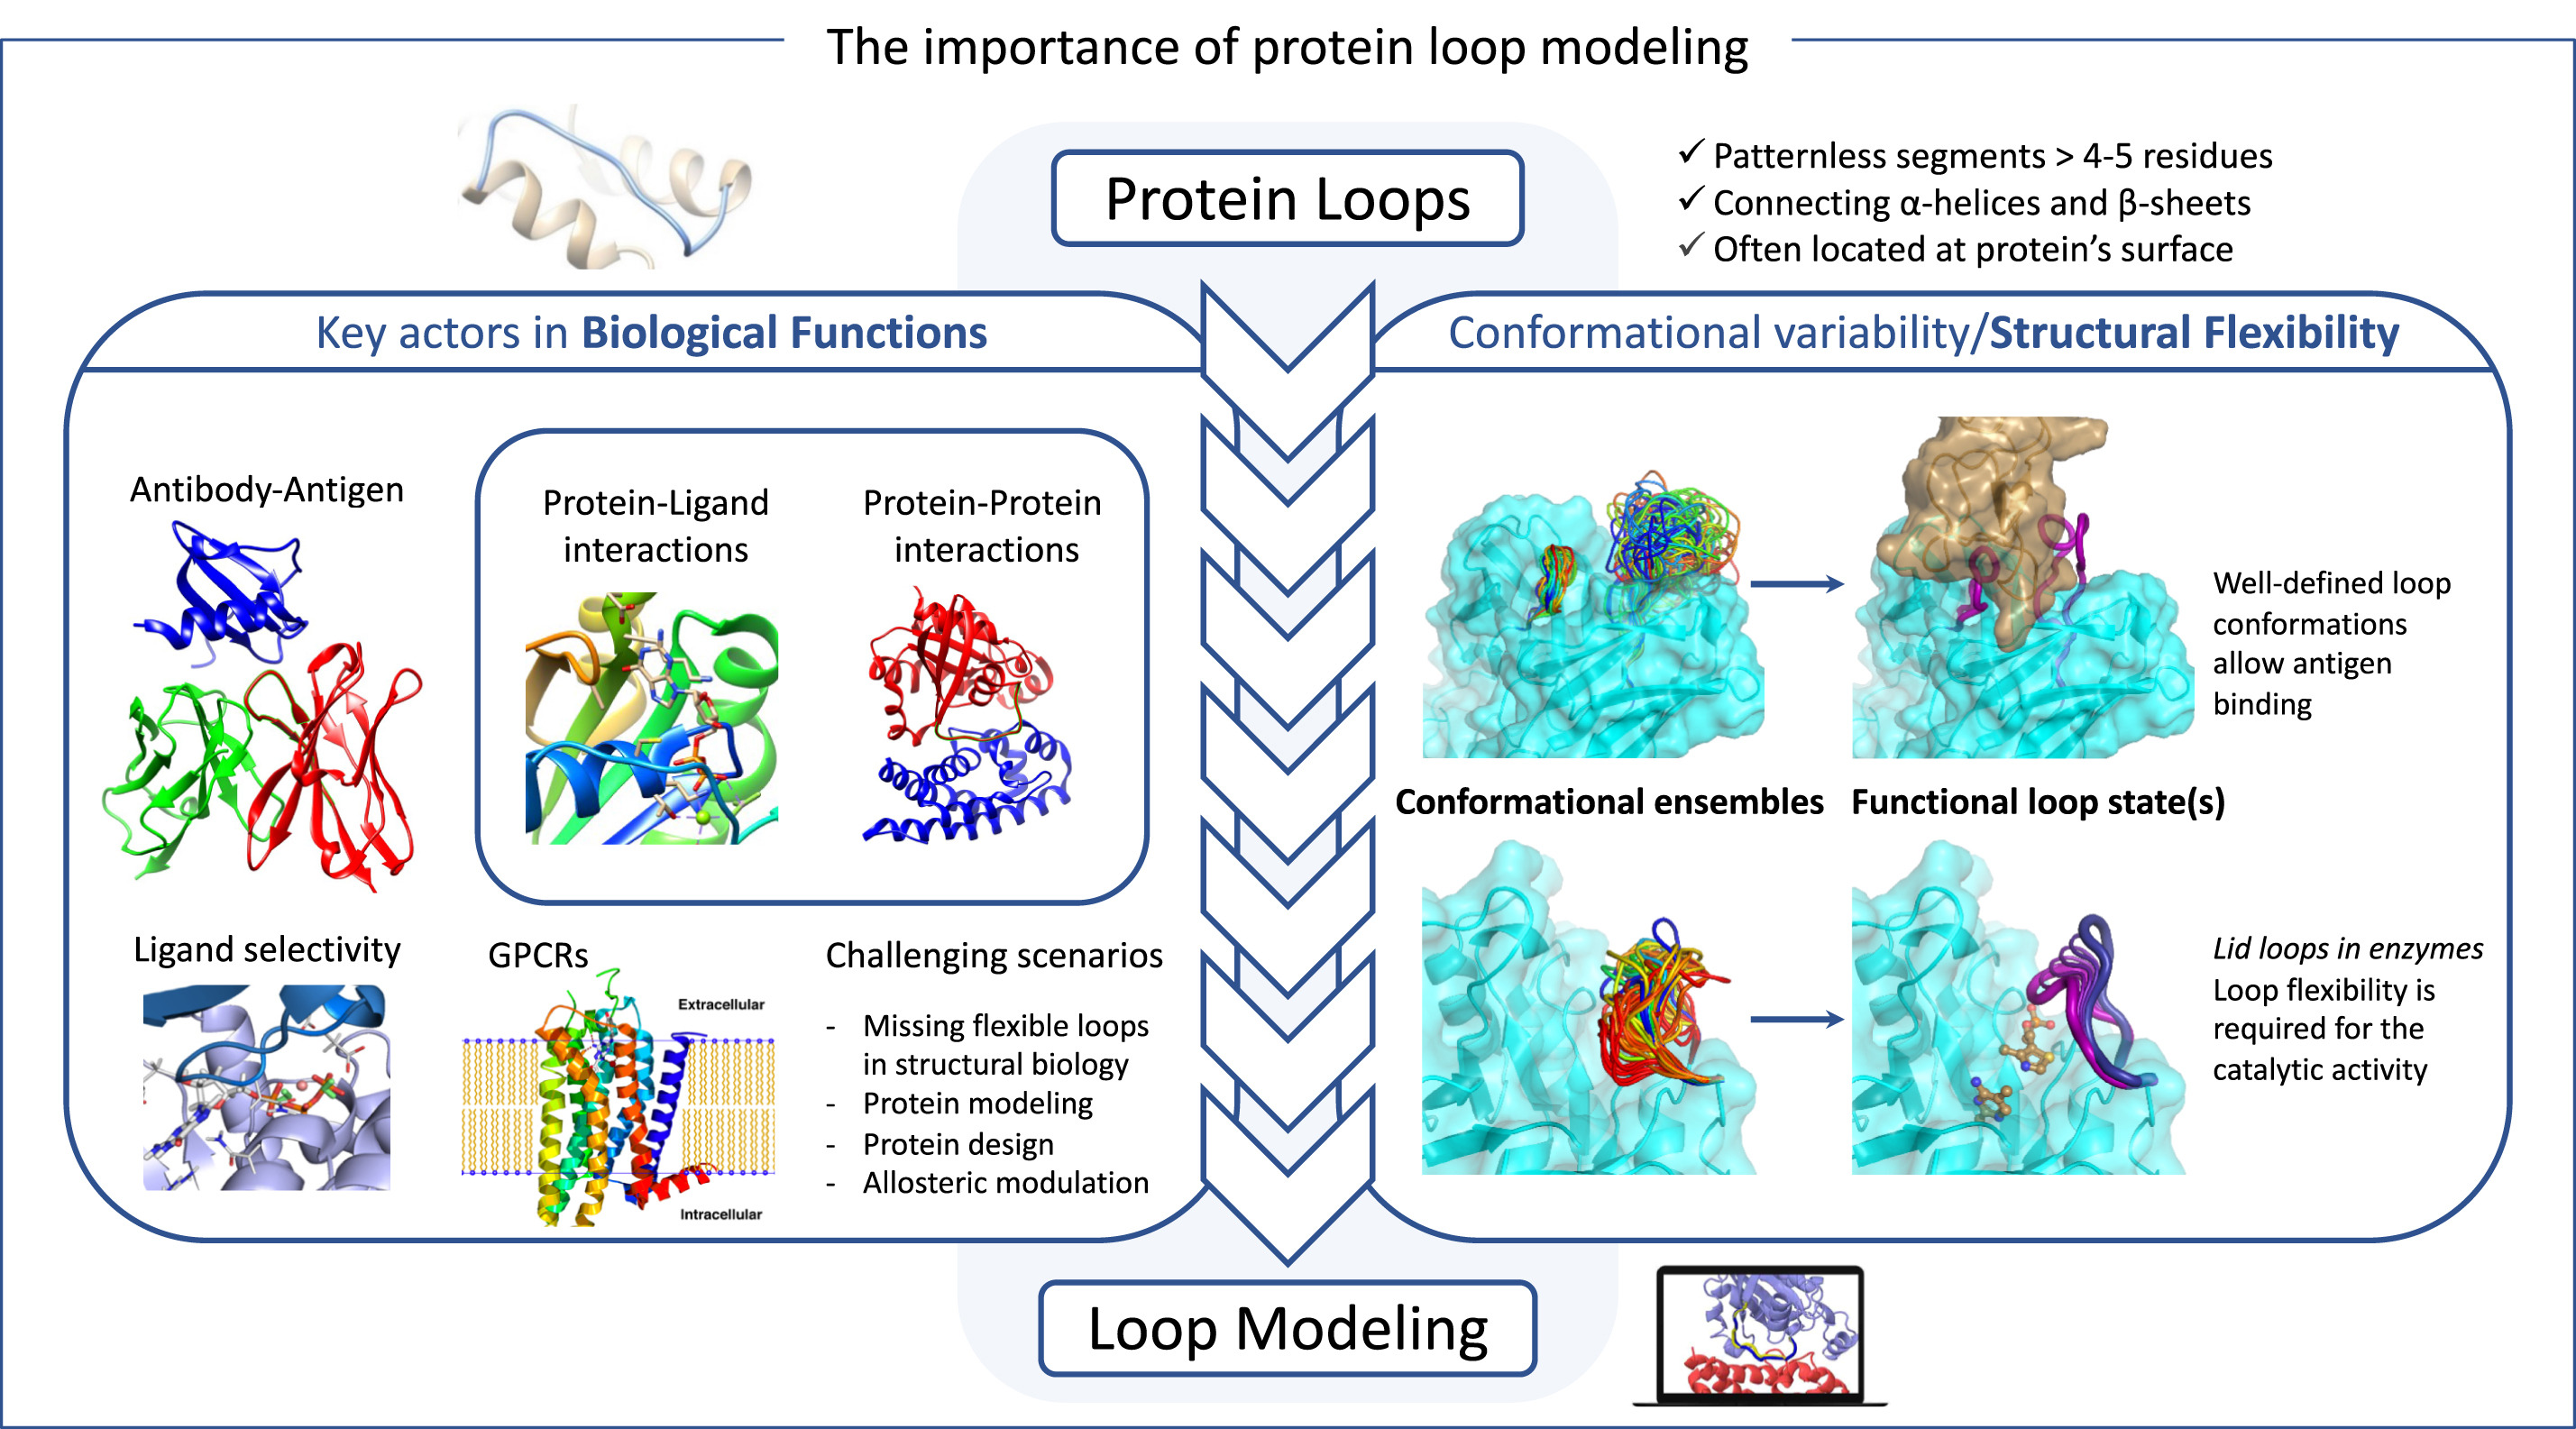 The importance of protein loop modeling
Protein Loops
✓ Patternless segments > 4-5 residues
✓ Connecting α-helices and β-sheets
✓ Often located at protein's surface
Key actors in Biological Functions
Antibody-Antigen
Protein-Ligand
interactions
Protein-Protein
interactions
Ligand selectivity
GPCRs
Extracellular
Intracellular
Challenging scenarios
- Missing flexible loops
in structural biology
- Protein modeling
- Protein design
- Allosteric modulation
Conformational variability/Structural Flexibility
Well-defined loop
conformations
allow antigen
binding
Conformational ensembles
Functional loop state(s)
Lid loops in enzymes
Loop flexibility is
required for the
catalytic activity
Loop Modeling